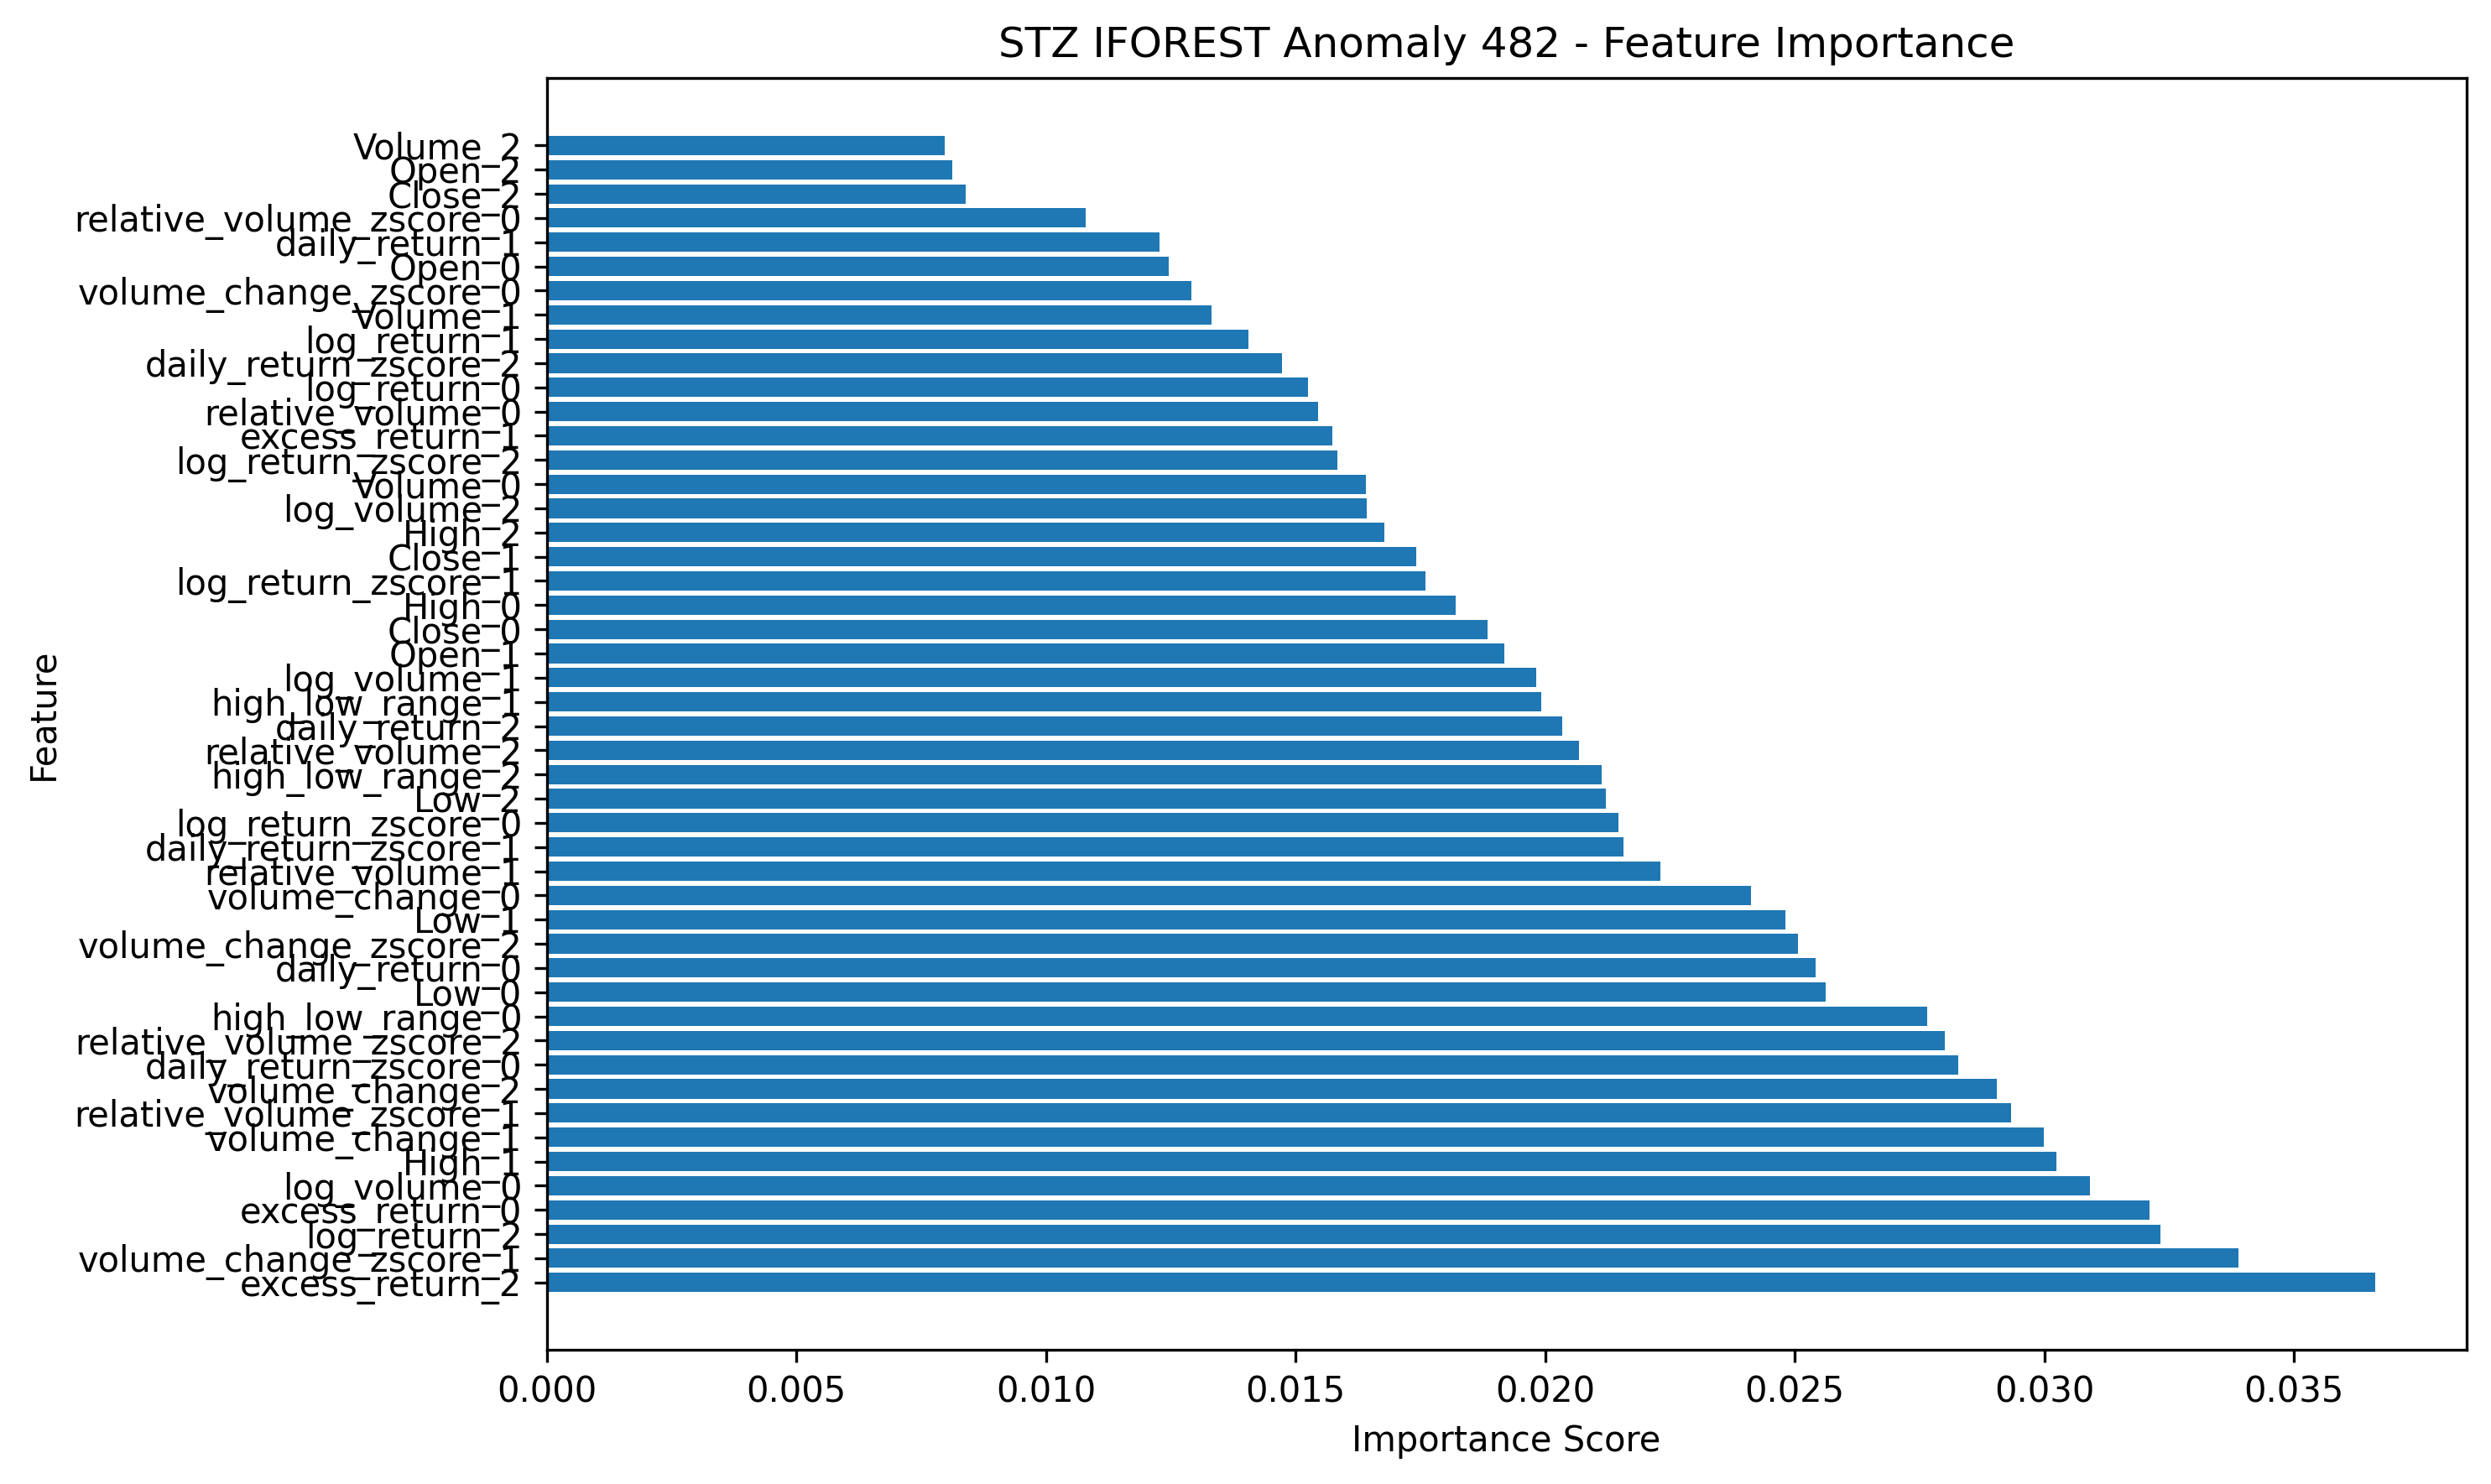 STZ IFOREST Anomaly 482 - Feature Importance
Volume_2
Open_2
Close_2
relative_volume_zscore_0
daily_return_1
Open_0
volume_change_zscore_0
Volume_1
log_return_1
daily_return_zscore_2
log_return_0
relative_volume_0
excess_return_1
log_return_zscore_2
Volume_0
log_volume_2
High_2
Close_1
log_return_zscore_1
High_0
Close_0
Open_1
log_volume_1
high_low_range_1
daily_return_2
relative_volume_2
high_low_range_2
Low_2
log_return_zscore_0
daily_return_zscore_1
relative_volume_1
volume_change_0
Low_1
volume_change_zscore_2
daily_return_0
Low_0
high_low_range_0
relative_volume_zscore_2
daily_return_zscore_0
volume_change_2
relative_volume_zscore_1
volume_change_1
High_1
log_volume_0
excess_return_0
log_return_2
volume_change_zscore_1
excess_return_2
Feature
0.000 0.005 0.010 0.015 0.020 0.025 0.030 0.035
Importance Score